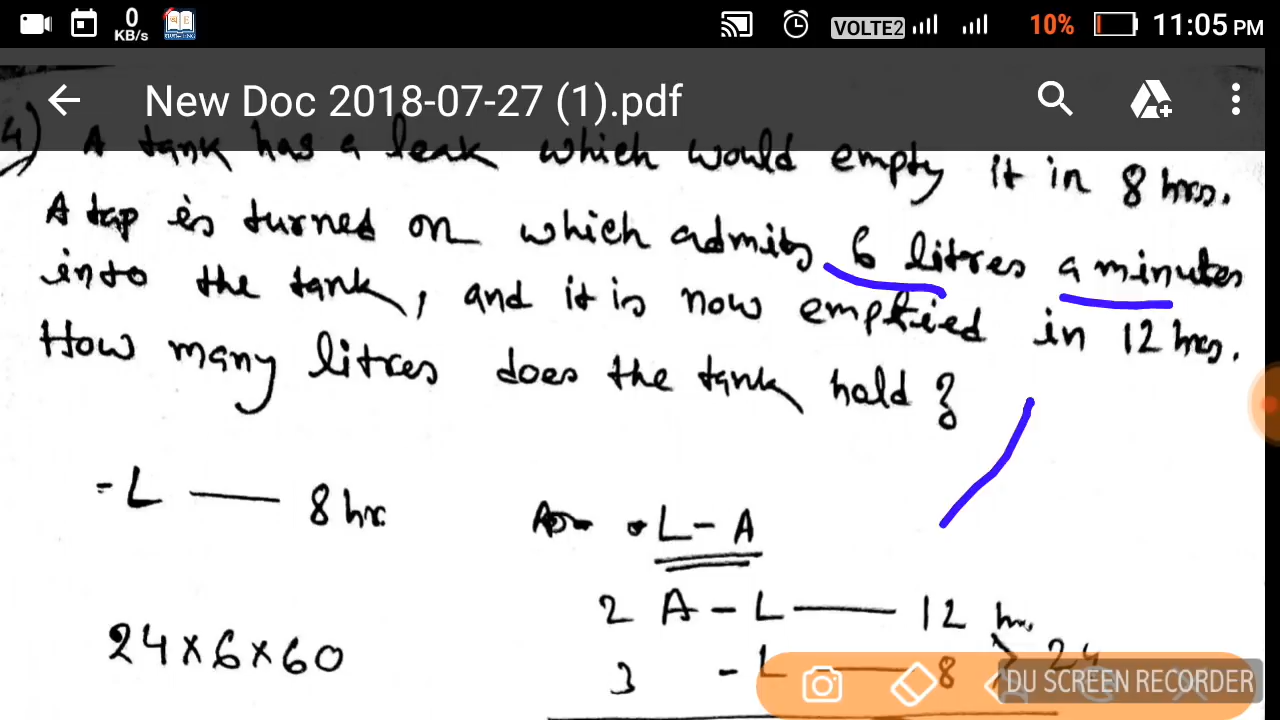 0
KB/s
VOLTE2
10%
11:05 PM
New Doc 2018-07-27 (1).pdf
4) A tank has a leak which would empty it in 8 hrs.
A tap is turned on which admits 6 litres a minutes
into the tank, and it is now emptied in 12 hrs.
How many litres does the tank hold }
- L — 8 hr.
L - A
2 A - L — 12 hr.
24 × 6 × 60
3 - L — 8 > 24
DU SCREEN RECORDER